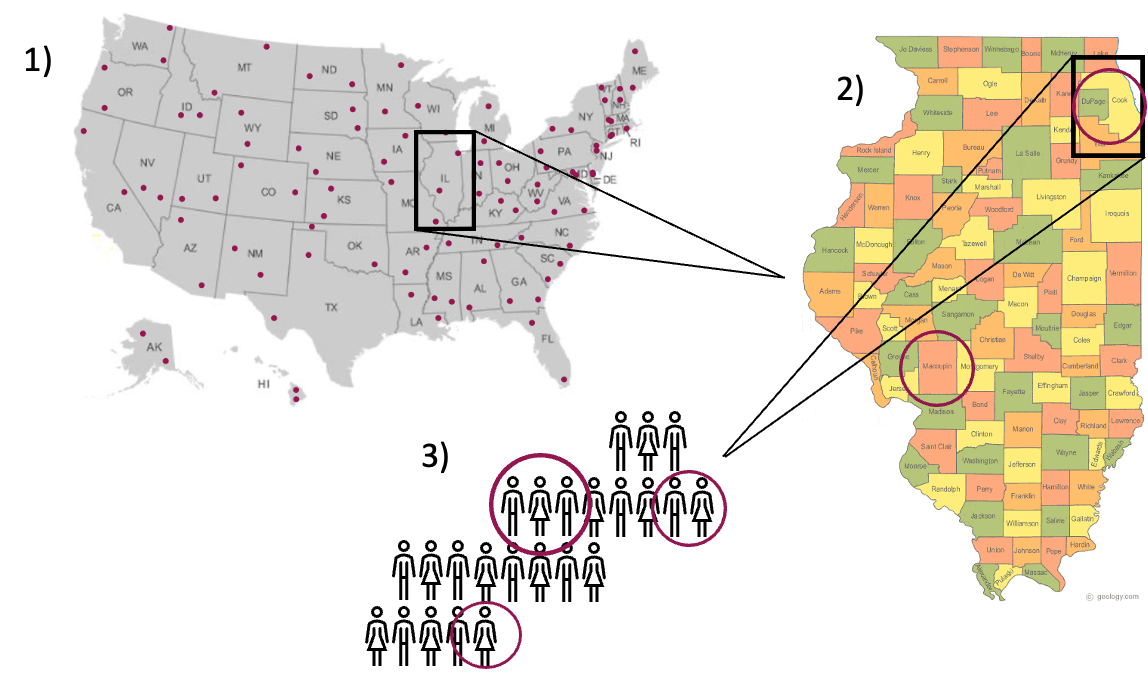 1)
WA
MT
ND
MN
ME
OR
ID
SD
WI
MI
VT
NH
NY
MA
CT
RI
WY
NE
IA
PA
NJ
NV
UT
CO
KS
IL
OH
MD
DE
WV
VA
KY
CA
AZ
NM
OK
AR
TN
NC
SC
MS
AL
GA
TX
LA
FL
AK
HI
2)
Jo Daviess
Stephenson
Winnebago
Boone
McHenry
Lake
Carroll
Ogle
DeKalb
Kane
DuPage
Cook
Whiteside
Lee
Kendall
Will
Rock Island
Henry
Bureau
La Salle
Grundy
Mercer
Putnam
Kankakee
Stark
Marshall
Henderson
Warren
Knox
Peoria
Woodford
Livingston
Iroquois
Hancock
McDonough
Fulton
Tazewell
McLean
Ford
Schuyler
Mason
Logan
De Witt
Champaign
Vermilion
Adams
Brown
Cass
Menard
Macon
Piatt
Pike
Scott
Morgan
Sangamon
Christian
Moultrie
Douglas
Edgar
Coles
Calhoun
Greene
Macoupin
Montgomery
Shelby
Cumberland
Clark
Jersey
Fayette
Effingham
Jasper
Crawford
Madison
Bond
Clay
Richland
Lawrence
Saint Clair
Clinton
Marion
Wayne
Edwards
Wabash
Monroe
Washington
Jefferson
Randolph
Perry
Franklin
Hamilton
White
Jackson
Williamson
Saline
Gallatin
Union
Johnson
Pope
Hardin
Alexander
Pulaski
Massac
© geology.com
3)